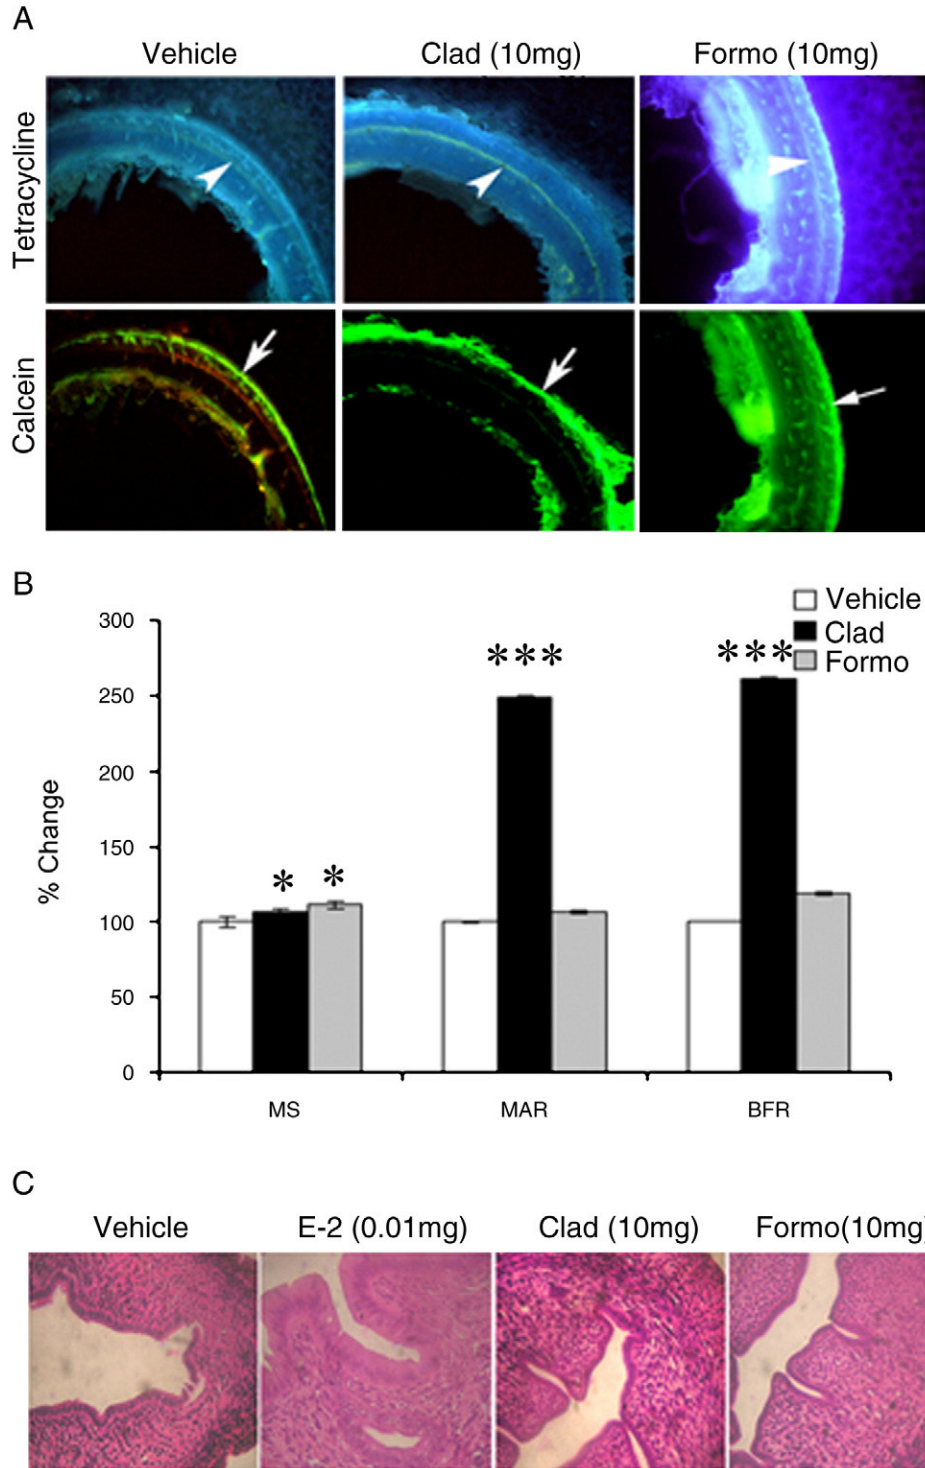 A
Vehicle Clad (10mg) Formo (10mg)
Tetracycline
Calcein
B
Vehicle
Clad
Formo
300
250
200
150
100
50
0
% Change
* *
***
***
MS MAR BFR
C
Vehicle E-2 (0.01mg) Clad (10mg) Formo(10mg)